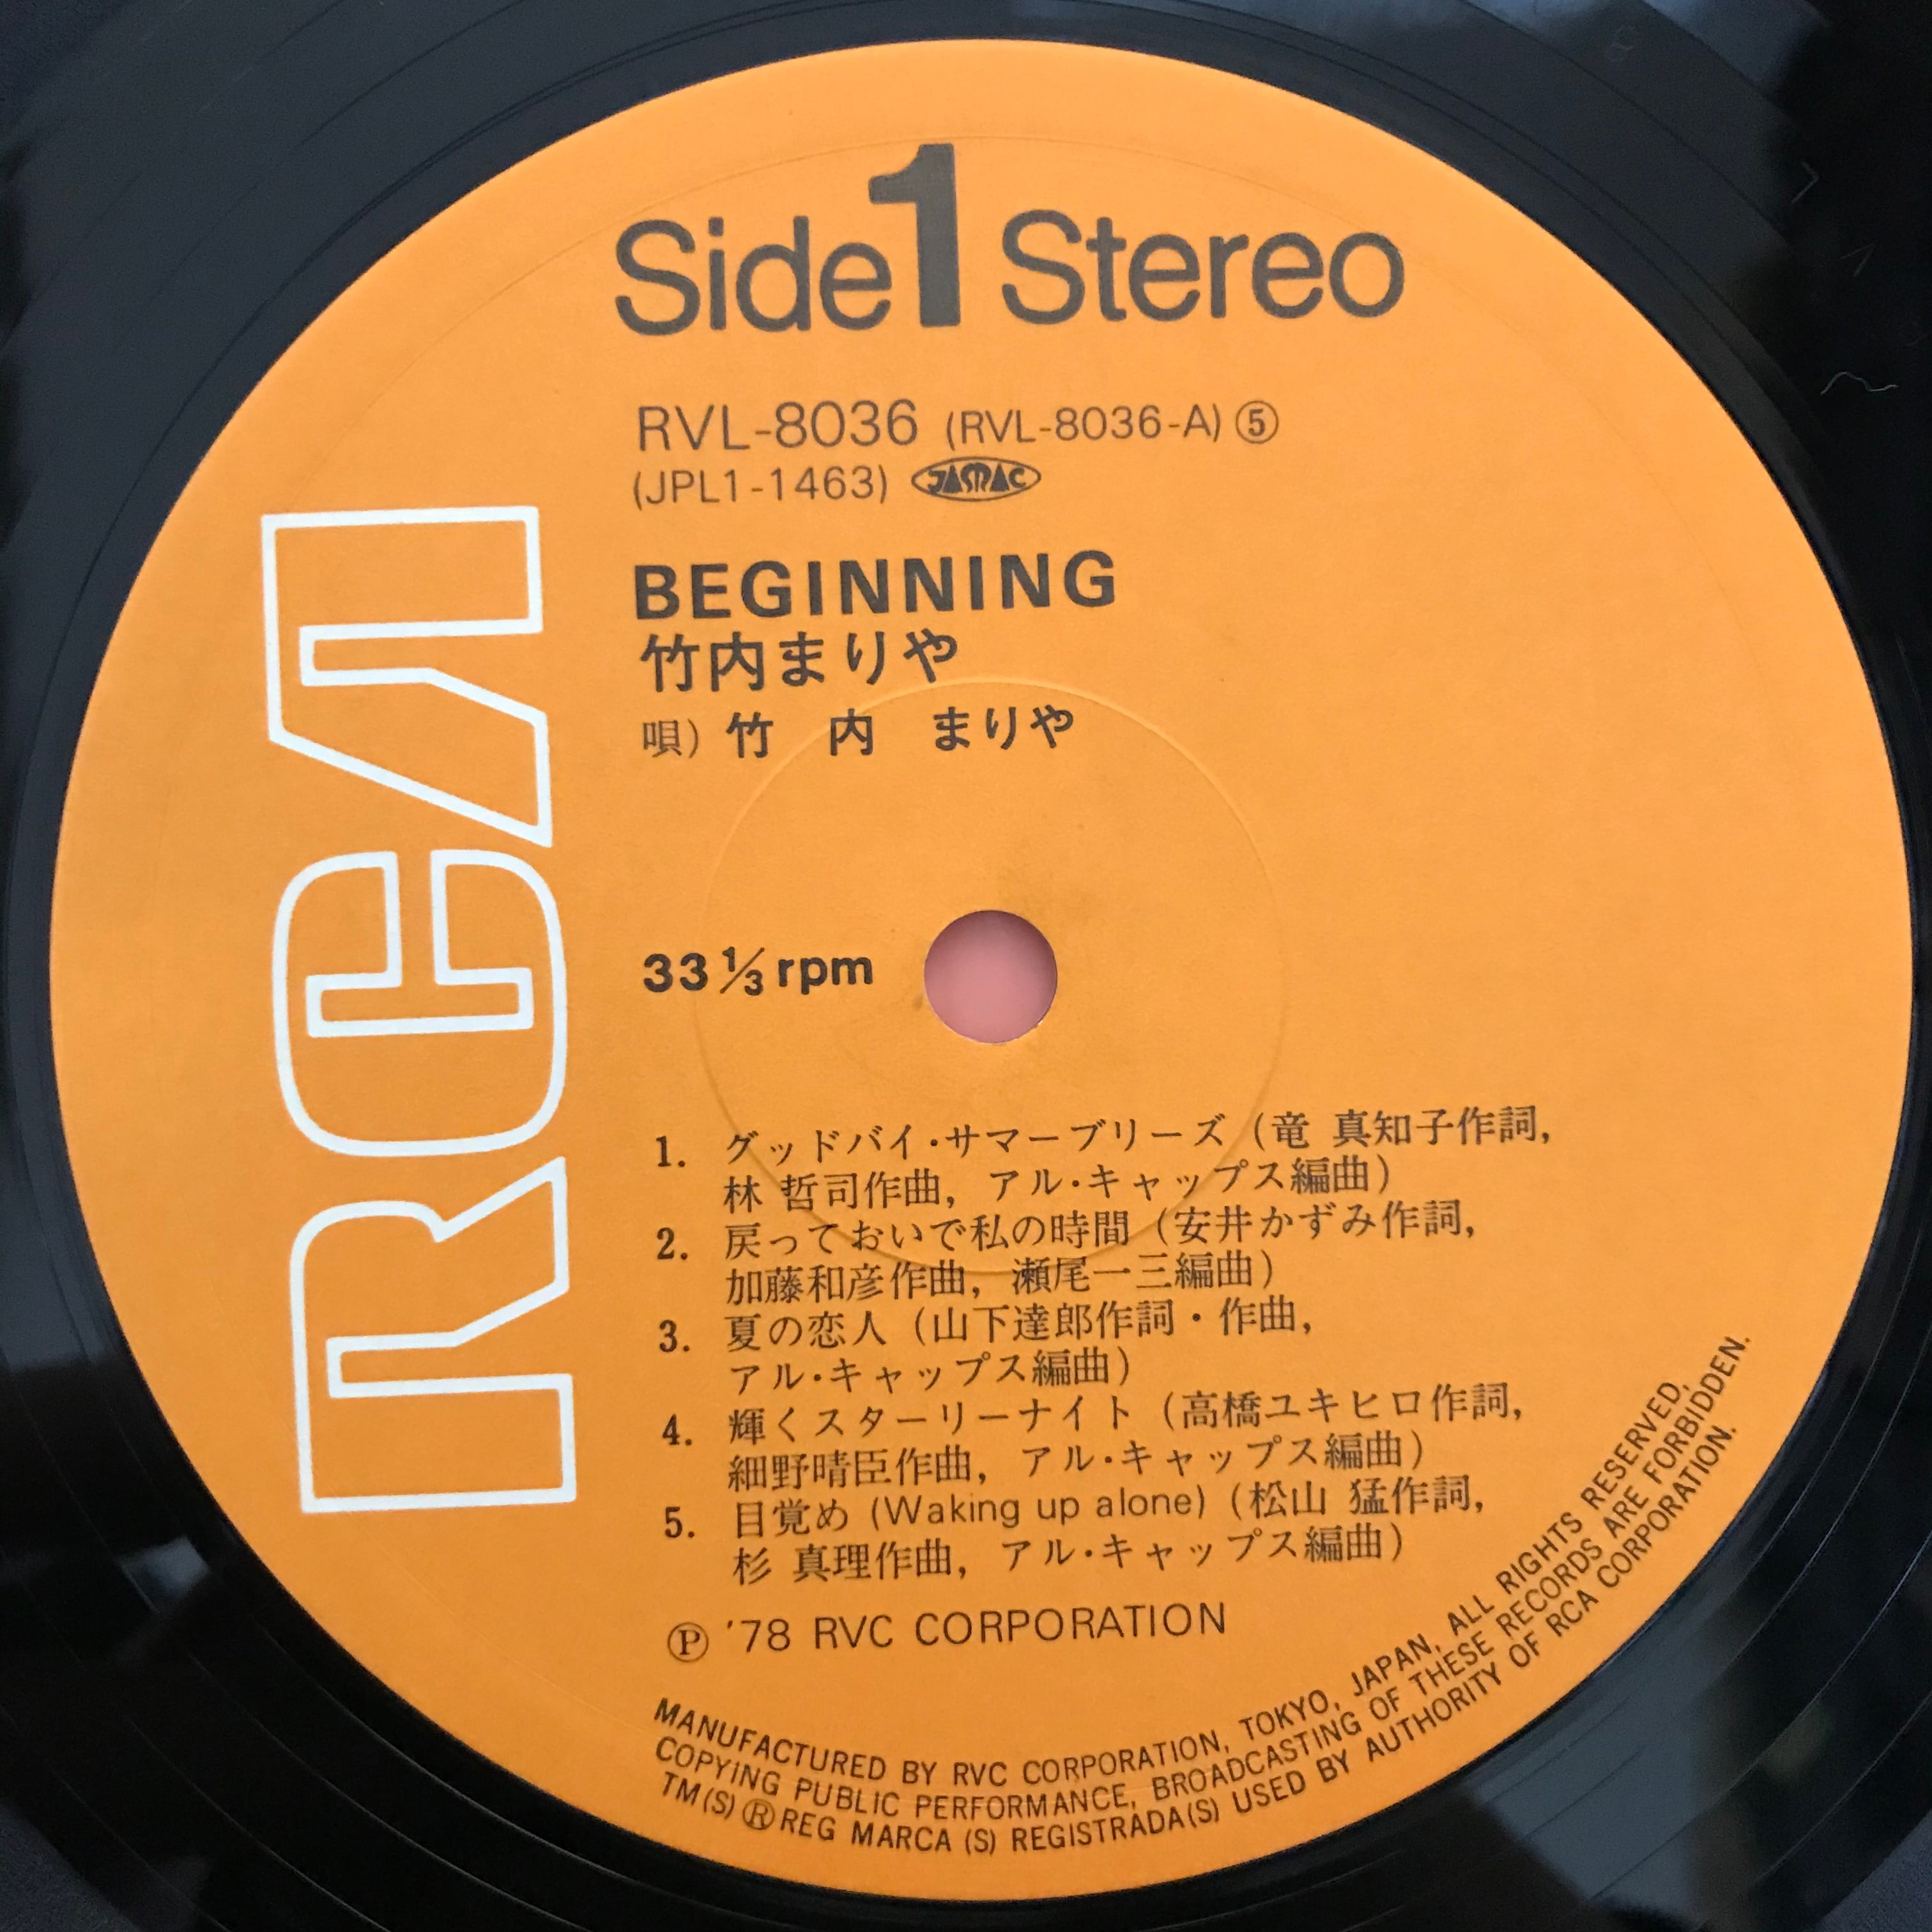 Side 1 Stereo
RVL-8036 (RVL-8036-A) ⑤
(JPL1-1463) JASRAC
BEGINNING
竹内まりや
唄) 竹 内 まりや
RCA
33 1/3 rpm
1. グッドバイ・サマーブリーズ (竜 真知子作詞,
林 哲司作曲, アル・キャップス編曲)
2. 戻っておいで私の時間 (安井かずみ作詞,
加藤和彦作曲, 瀬尾一三編曲)
3. 夏の恋人 (山下達郎作詞・作曲,
アル・キャップス編曲)
4. 輝くスターリーナイト (高橋ユキヒロ作詞,
細野晴臣作曲, アル・キャップス編曲)
5. 目覚め (Waking up alone) (松山 猛作詞,
杉 真理作曲, アル・キャップス編曲)
Ⓟ '78 RVC CORPORATION
MANUFACTURED BY RVC CORPORATION, TOKYO, JAPAN, ALL RIGHTS RESERVED,
COPYING PUBLIC PERFORMANCE, BROADCASTING OF THESE RECORDS ARE FORBIDDEN.
TM(S) ® REG MARCA (S) REGISTRADA(S) USED BY AUTHORITY OF RCA CORPORATION.